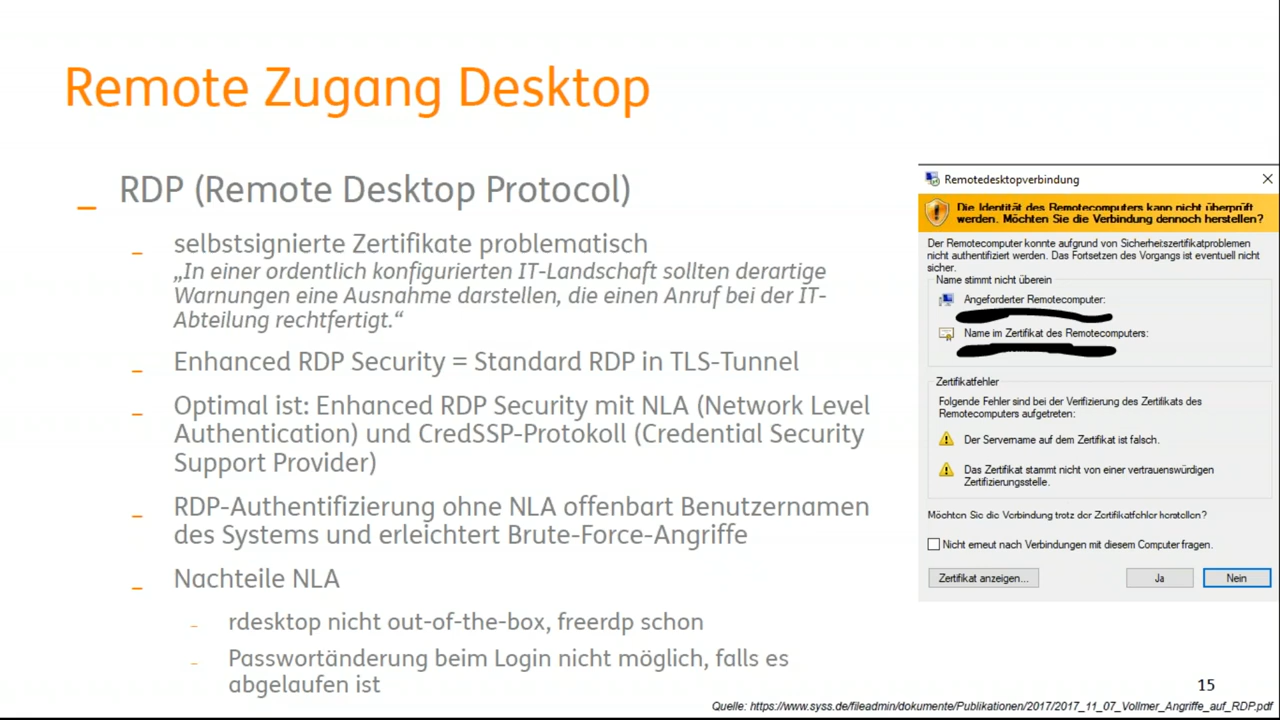 Remote Zugang Desktop
_ RDP (Remote Desktop Protocol)
_ selbstsignierte Zertifikate problematisch
„In einer ordentlich konfigurierten IT-Landschaft sollten derartige
Warnungen eine Ausnahme darstellen, die einen Anruf bei der IT-
Abteilung rechtfertigt.“
_ Enhanced RDP Security = Standard RDP in TLS-Tunnel
_ Optimal ist: Enhanced RDP Security mit NLA (Network Level
Authentication) und CredSSP-Protokoll (Credential Security
Support Provider)
_ RDP-Authentifizierung ohne NLA offenbart Benutzernamen
des Systems und erleichtert Brute-Force-Angriffe
_ Nachteile NLA
_ rdesktop nicht out-of-the-box, freerdp schon
_ Passwortänderung beim Login nicht möglich, falls es
abgelaufen ist
Remotedesktopverbindung
Die Identität des Remotecomputers kann nicht überprüft
werden. Möchten Sie die Verbindung dennoch herstellen?
Der Remotecomputer konnte aufgrund von Sicherheitszertifikatproblemen
nicht authentifiziert werden. Das Fortsetzen des Vorgangs ist eventuell nicht
sicher.
Name stimmt nicht überein
Angeforderter Remotecomputer:
Name im Zertifikat des Remotecomputers:
Zertifikatfehler
Folgende Fehler sind bei der Verifizierung des Zertifikats des
Remotecomputers aufgetreten:
Der Servername auf dem Zertifikat ist falsch.
Das Zertifikat stammt nicht von einer vertrauenswürdigen
Zertifizierungsstelle.
Möchten Sie die Verbindung trotz der Zertifikatfehler herstellen?
Nicht erneut nach Verbindungen mit diesem Computer fragen.
Zertifikat anzeigen...
Ja
Nein
15
Quelle: https://www.syss.de/fileadmin/dokumente/Publikationen/2017/2017_11_07_Vollmer_Angriffe_auf_RDP.pdf